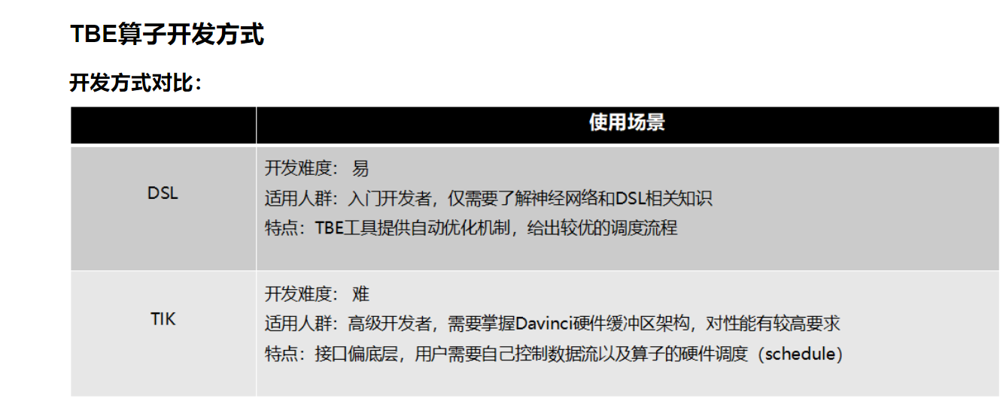 TBE算子开发方式
开发方式对比：
使用场景
DSL
开发难度： 易
适用人群：入门开发者，仅需要了解神经网络和DSL相关知识
特点：TBE工具提供自动优化机制，给出较优的调度流程
TIK
开发难度： 难
适用人群：高级开发者，需要掌握Davinci硬件缓冲区架构，对性能有较高要求
特点：接口偏底层，用户需要自己控制数据流以及算子的硬件调度（schedule）